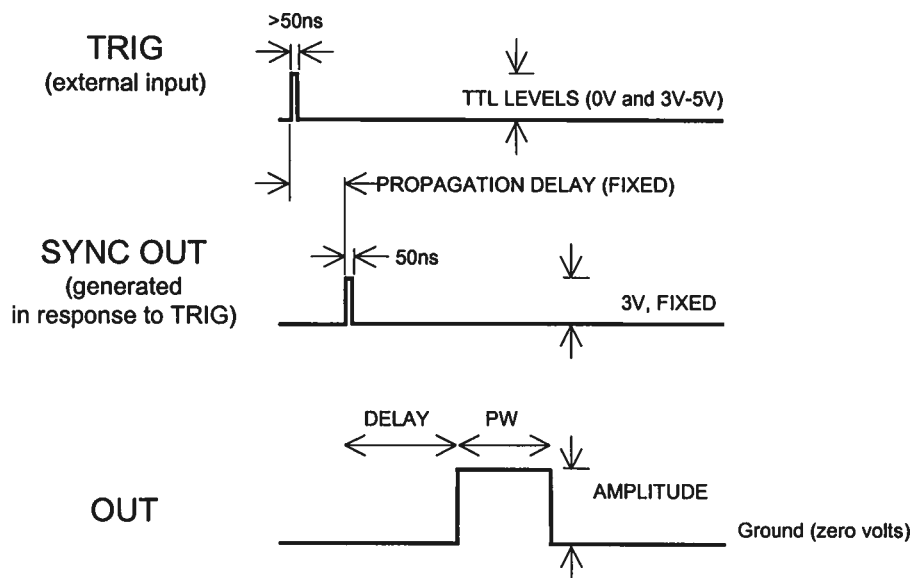 >50ns
TRIG
(external input)
TTL LEVELS (0V and 3V-5V)
PROPAGATION DELAY (FIXED)
SYNC OUT
(generated
in response to TRIG)
50ns
3V, FIXED
DELAY
PW
AMPLITUDE
OUT
Ground (zero volts)